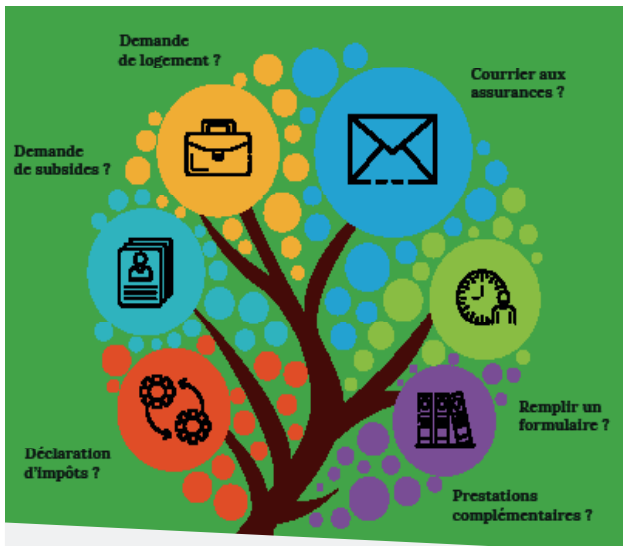 Demande
de logement ?
Courrier aux
assurances ?
Demande
de subsides ?
Remplir un
formulaire ?
Déclaration
d'impôts ?
Prestations
complémentaires ?